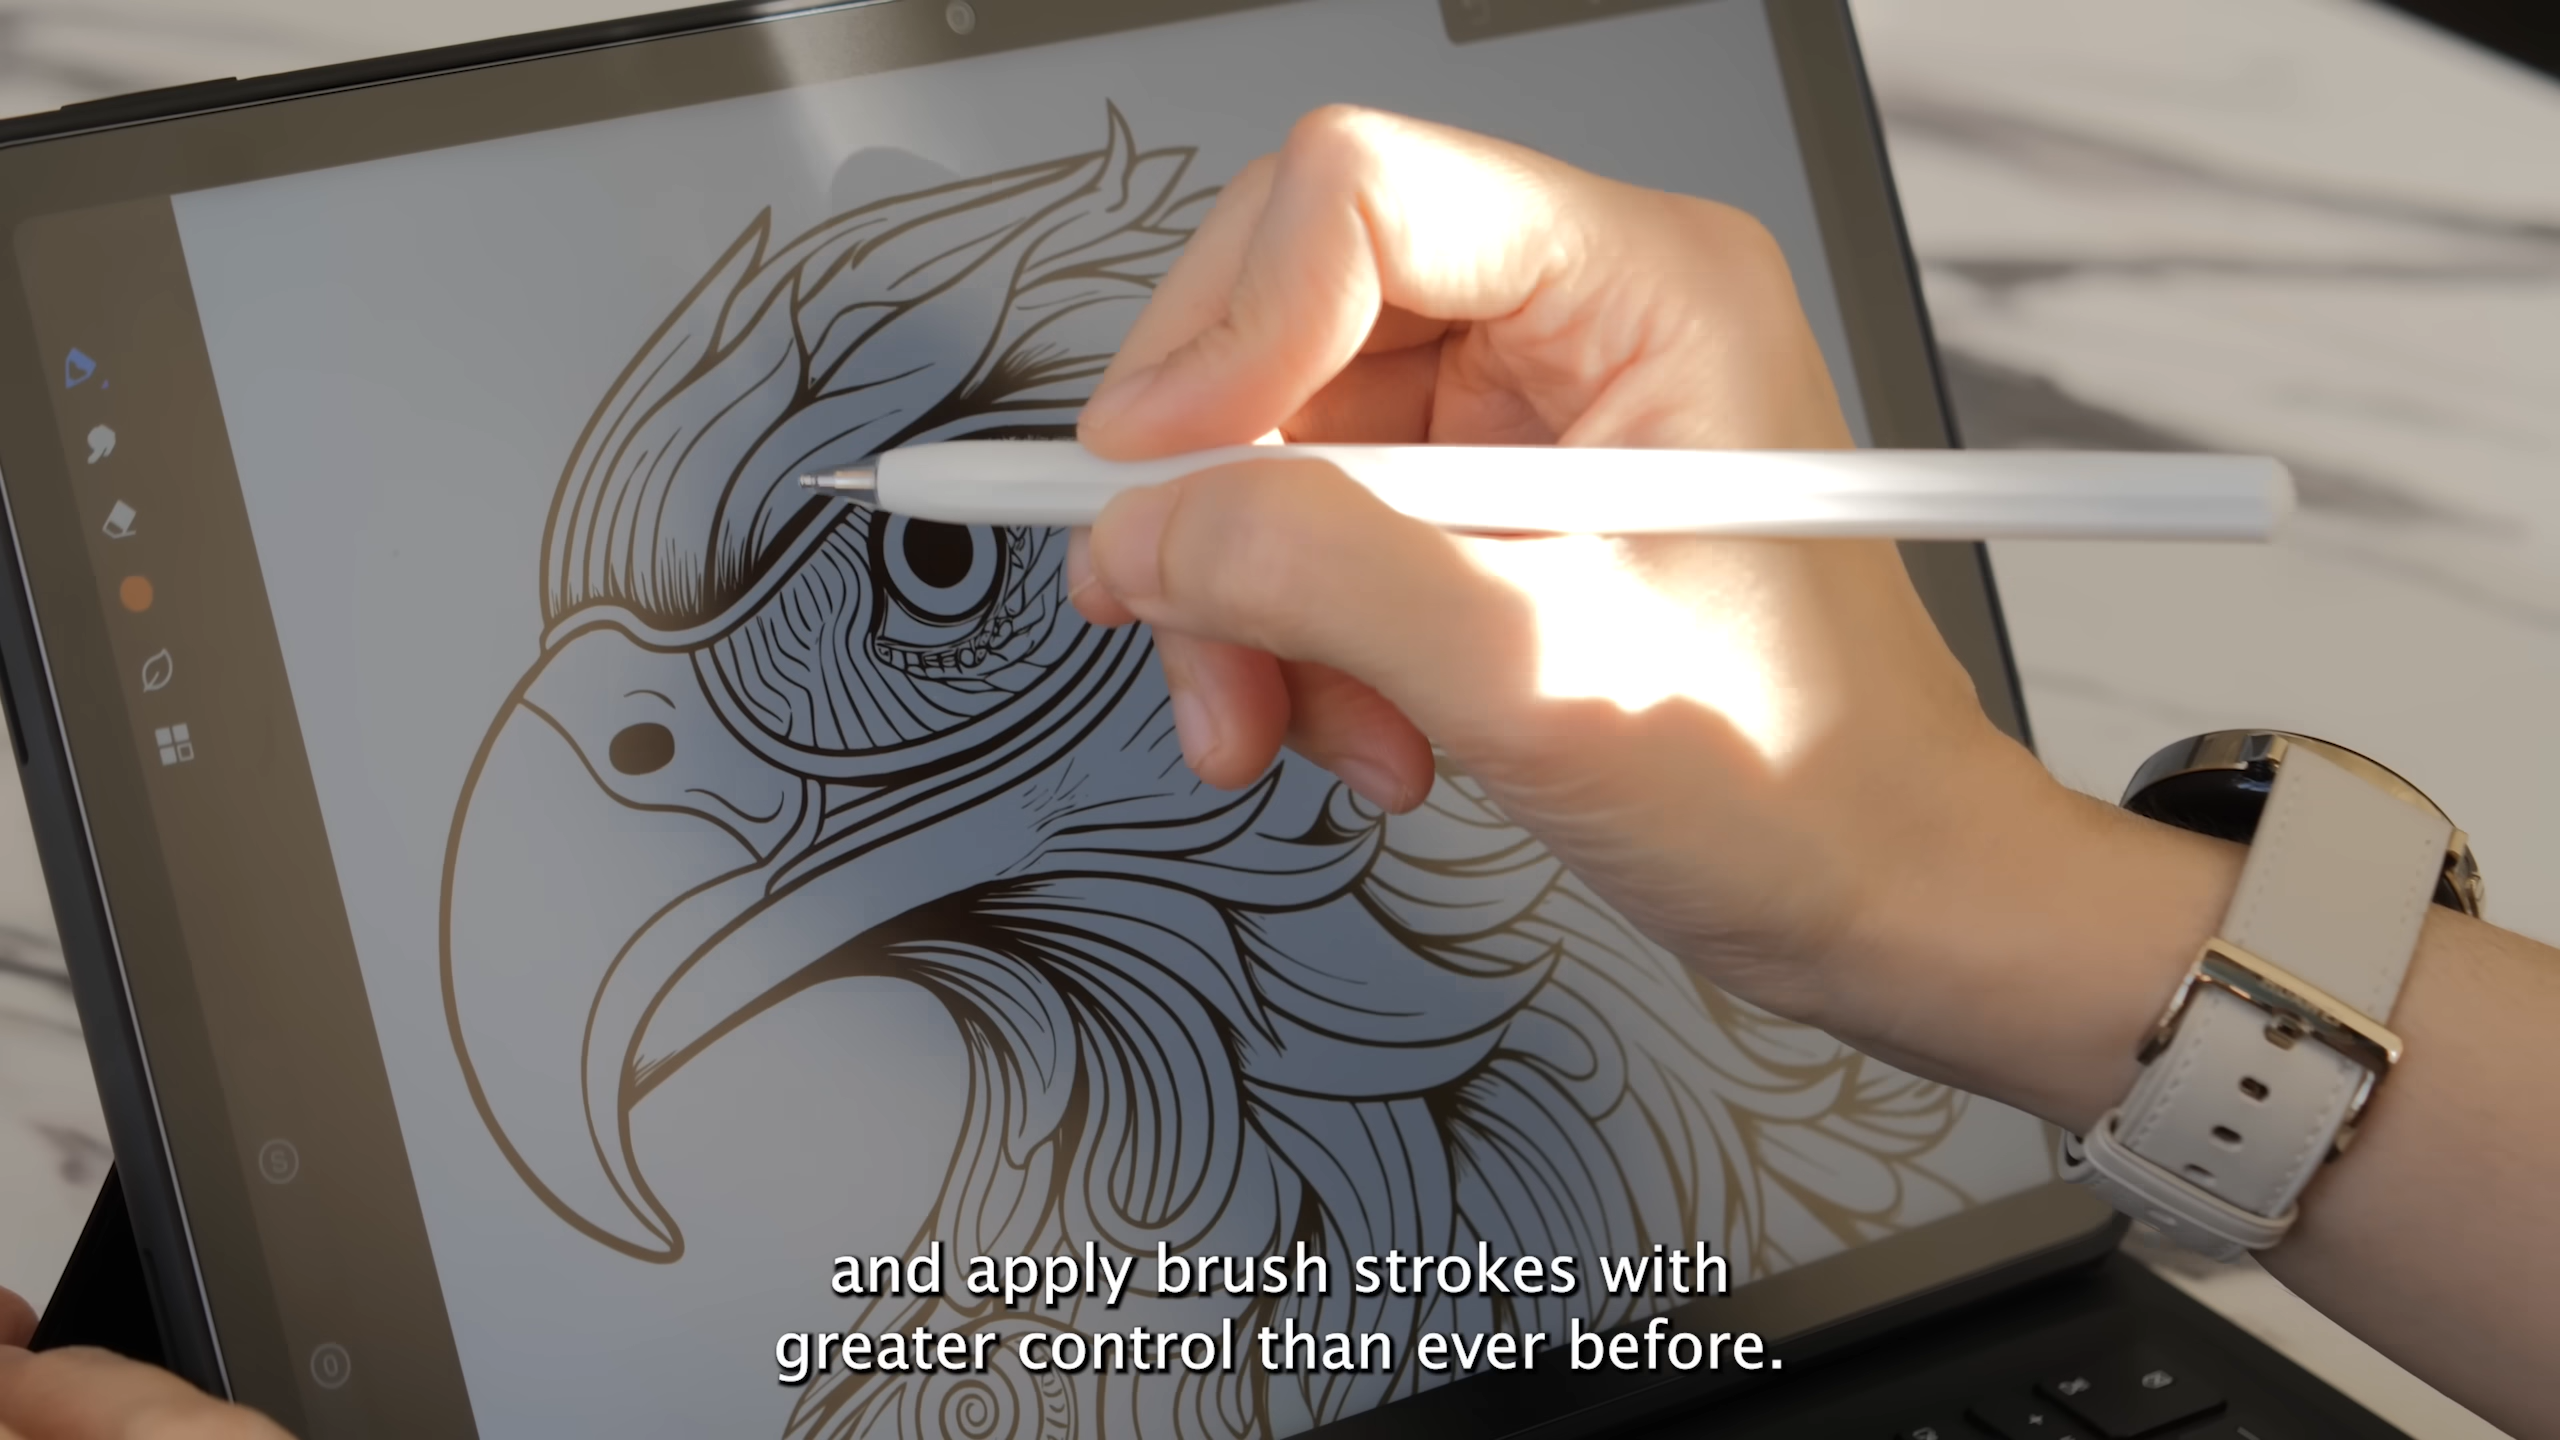 S
O
and apply brush strokes with
greater control than ever before.